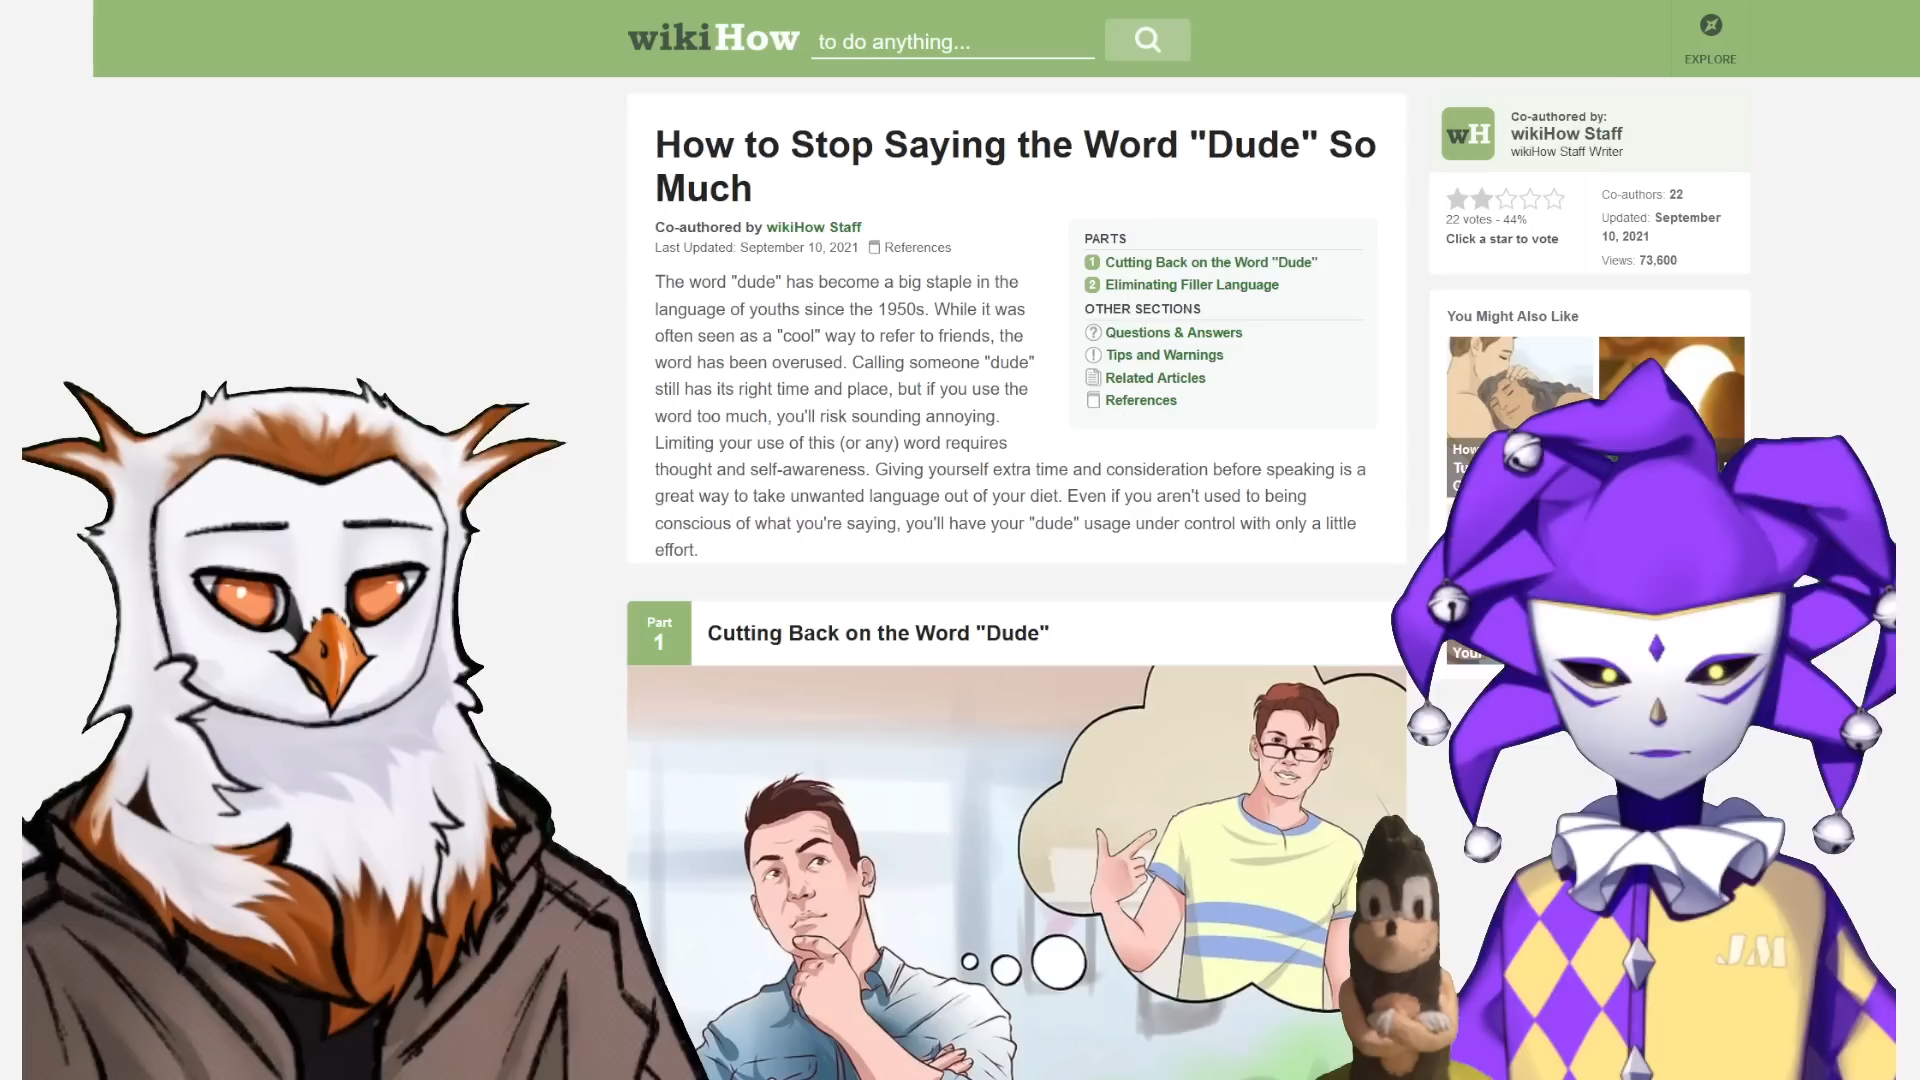 wikiHow to do anything...
EXPLORE
How to Stop Saying the Word "Dude" So
Much
Co-authored by wikiHow Staff
Last Updated: September 10, 2021 References
The word "dude" has become a big staple in the
language of youths since the 1950s. While it was
often seen as a "cool" way to refer to friends, the
word has been overused. Calling someone "dude"
still has its right time and place, but if you use the
word too much, you'll risk sounding annoying.
Limiting your use of this (or any) word requires
thought and self-awareness. Giving yourself extra time and consideration before speaking is a
great way to take unwanted language out of your diet. Even if you aren't used to being
conscious of what you're saying, you'll have your "dude" usage under control with only a little
effort.
PARTS
1 Cutting Back on the Word "Dude"
2 Eliminating Filler Language
OTHER SECTIONS
? Questions & Answers
! Tips and Warnings
Related Articles
References
wH
Co-authored by:
wikiHow Staff
wikiHow Staff Writer
22 votes - 44%
Click a star to vote
Co-authors: 22
Updated: September
10, 2021
Views: 73,600
You Might Also Like
How
Part
1
Cutting Back on the Word "Dude"
JM